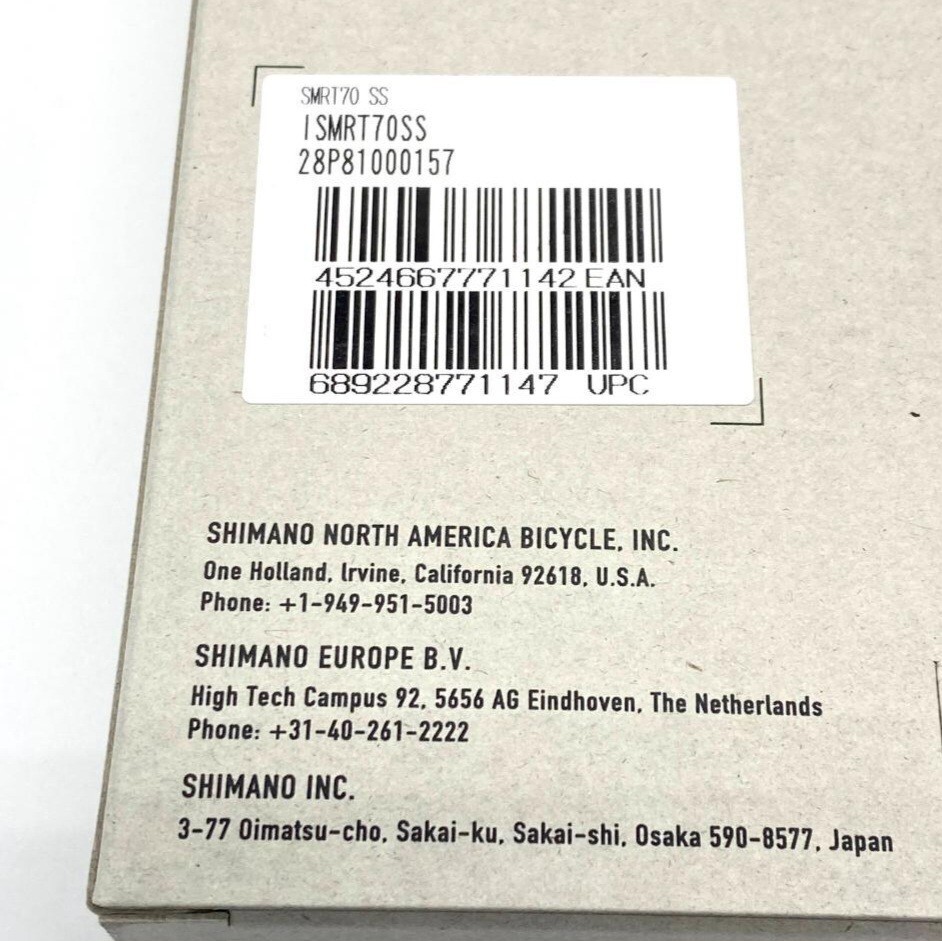 SMRT70 SS
ISMRT70SS
28P81000157
4524667771142 EAN
689228771147 UPC
SHIMANO NORTH AMERICA BICYCLE, INC.
One Holland, Irvine, California 92618, U.S.A.
Phone: +1-949-951-5003
SHIMANO EUROPE B.V.
High Tech Campus 92, 5656 AG Eindhoven, The Netherlands
Phone: +31-40-261-2222
SHIMANO INC.
3-77 Oimatsu-cho, Sakai-ku, Sakai-shi, Osaka 590-8577, Japan